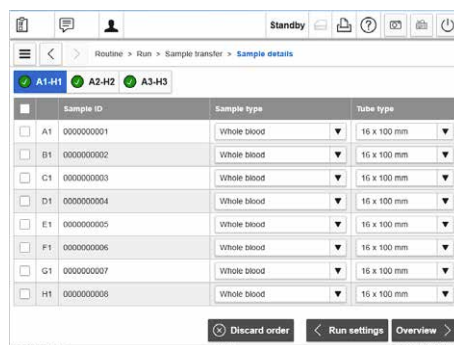 Standby
Routine > Run > Sample transfer > Sample details
A1-H1 A2-H2 A3-H3
Sample ID Sample type Tube type
A1 0000000001 Whole blood 16 x 100 mm
B1 0000000002 Whole blood 16 x 100 mm
C1 0000000003 Whole blood 16 x 100 mm
D1 0000000004 Whole blood 16 x 100 mm
E1 0000000005 Whole blood 16 x 100 mm
F1 0000000006 Whole blood 16 x 100 mm
G1 0000000007 Whole blood 16 x 100 mm
H1 0000000008 Whole blood 16 x 100 mm
Discard order Run settings Overview